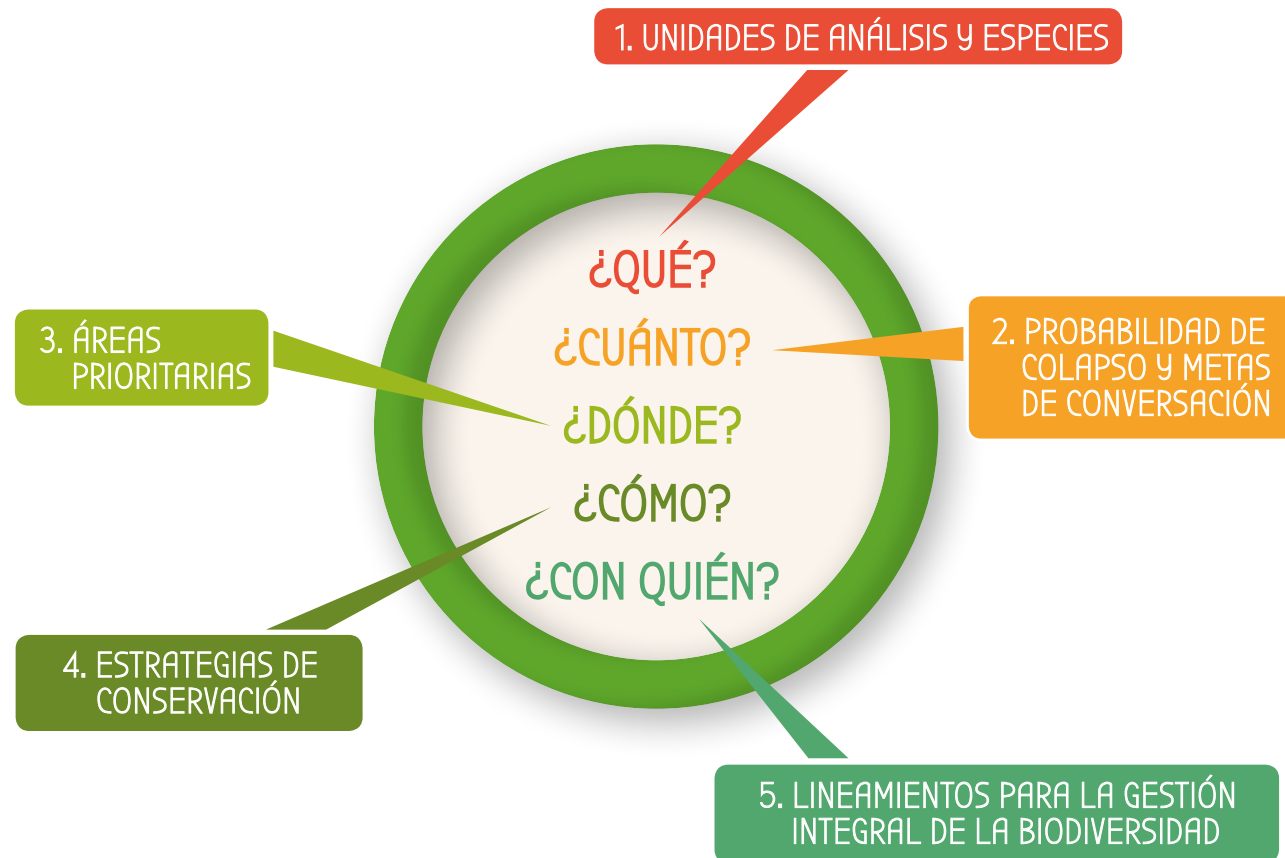 1. UNIDADES DE ANÁLISIS Y ESPECIES
¿QUÉ?
¿CUÁNTO?
¿DÓNDE?
¿CÓMO?
¿CON QUIÉN?
2. PROBABILIDAD DE
COLAPSO Y METAS
DE CONVERSACIÓN
3. ÁREAS
PRIORITARIAS
4. ESTRATEGIAS DE
CONSERVACIÓN
5. LINEAMIENTOS PARA LA GESTIÓN
INTEGRAL DE LA BIODIVERSIDAD